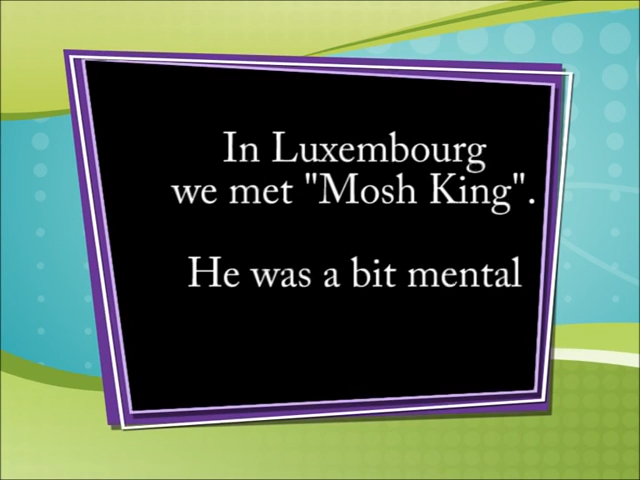 In Luxembourg
we met "Mosh King".
He was a bit mental